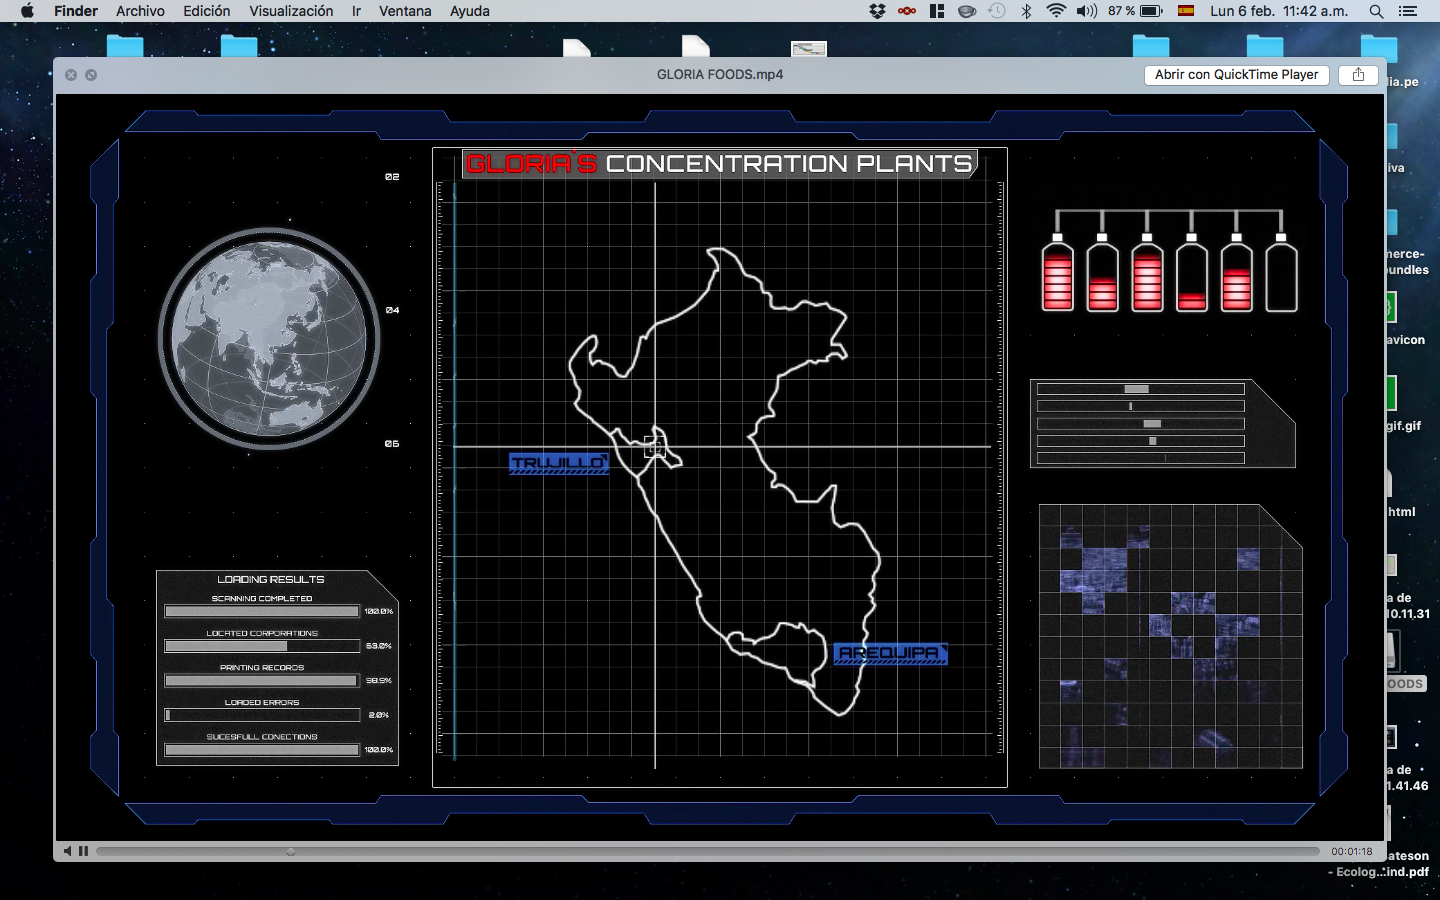 Finder Archivo Edición Visualización Ir Ventana Ayuda 87 % Lun 6 feb. 11:42 a.m.
GLORIA FOODS.mp4
Abrir con QuickTime Player
lia.pe
GLORIA'S CONCENTRATION PLANTS
02
iva
merce-
bundles
04
avicon
gif.gif
06
TRUJILLO
html
LOADING RESULTS
SCANNING COMPLETED
100.0%
LOCATED CORPORATIONS
63.0%
PRINTING RECORDS
98.5%
LOADED ERRORS
2.0%
SUCESFULL CONECTIONS
100.0%
AREQUIPA
a de
10.11.31
OODS
a de
1.41.46
00:01:18
ateson
- Ecolog...ind.pdf